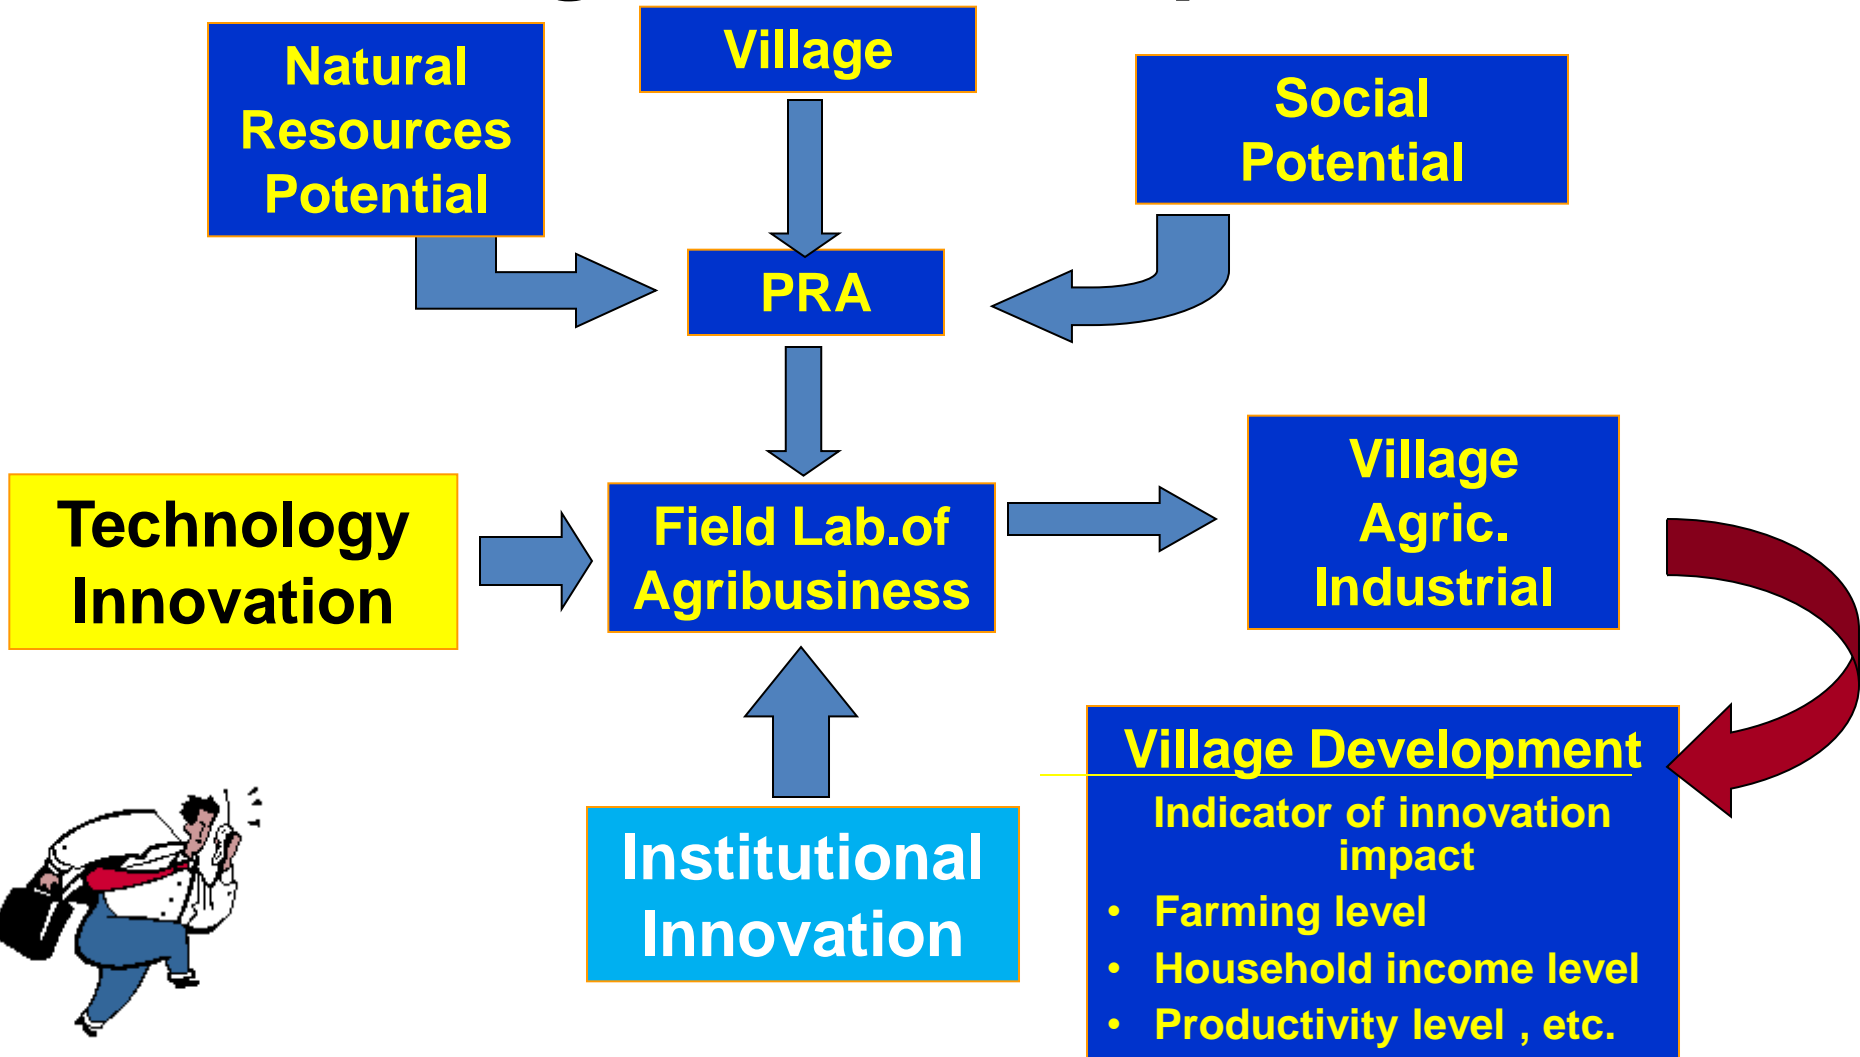 Natural
Resources
Potential
Village
Social
Potential
PRA
Technology
Innovation
Field Lab.of
Agribusiness
Village
Agric.
Industrial
Institutional
Innovation
Village Development
Indicator of innovation
impact
• Farming level
• Household income level
• Productivity level , etc.